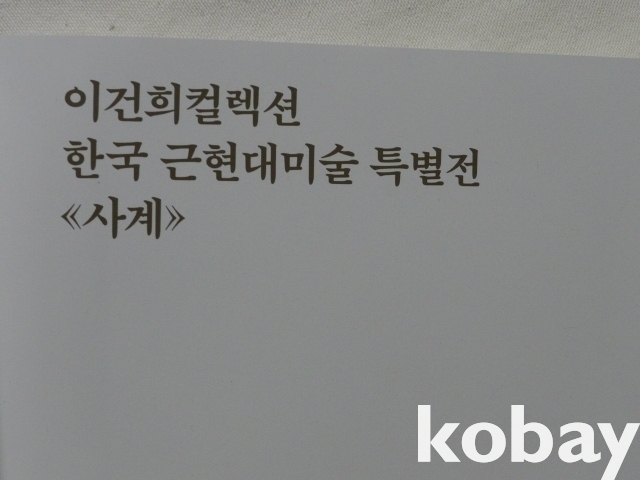 이건희컬렉션
한국 근현대미술 특별전
《사계》
kobay